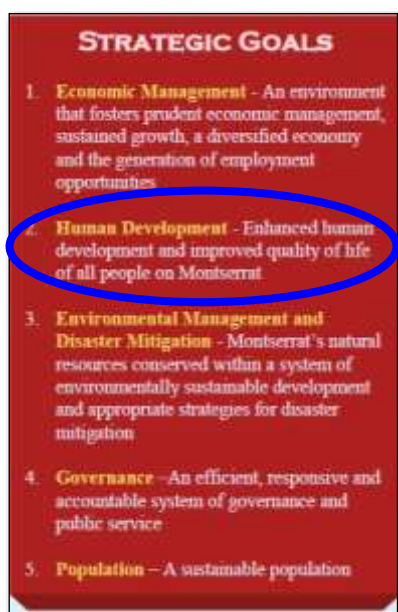 STRATEGIC GOALS
1. Economic Management - An environment
that fosters prudent economic management,
sustained growth, a diversified economy
and the generation of employment
opportunities
2. Human Development - Enhanced human
development and improved quality of life
of all people on Montserrat
3. Environmental Management and
Disaster Mitigation - Montserrat's natural
resources conserved within a system of
environmentally sustainable development
and appropriate strategies for disaster
mitigation
4. Governance –An efficient, responsive and
accountable system of governance and
public service
5. Population – A sustainable population